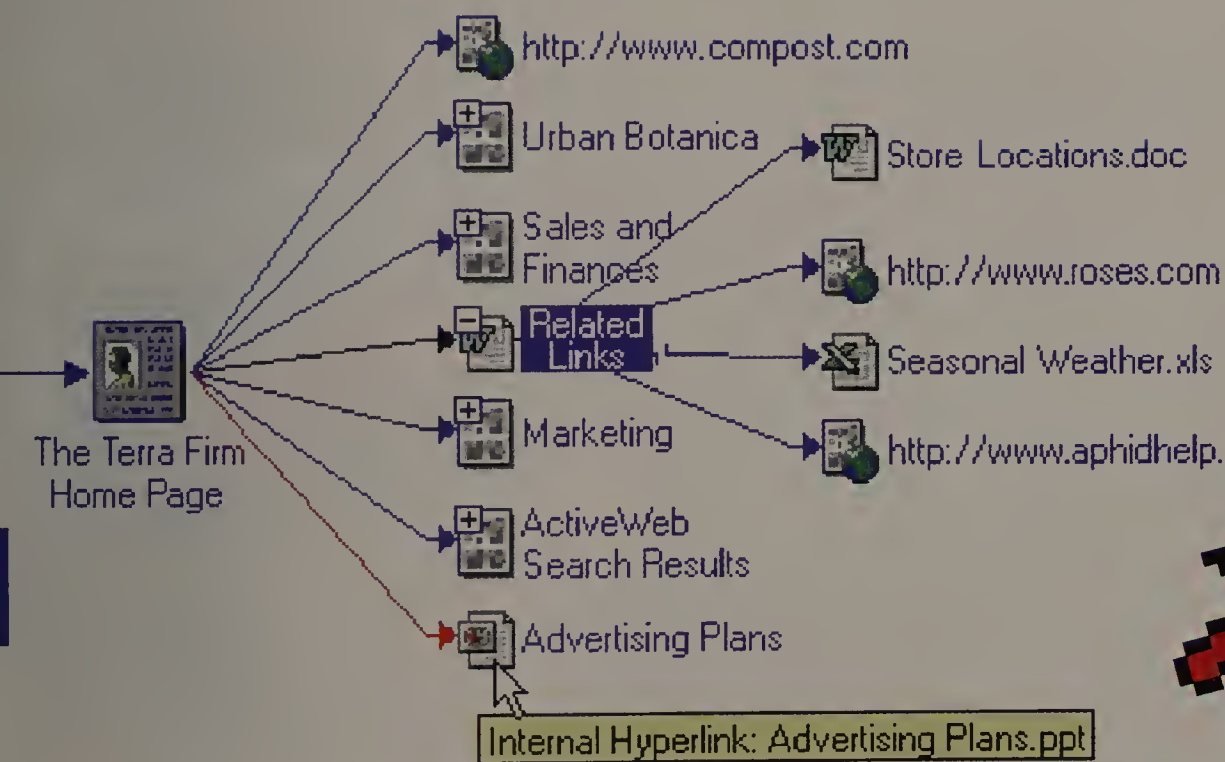 http://www.compost.com
Urban Botanica
Sales and
Finances
Related
Links
Marketing
ActiveWeb
Search Results
Advertising Plans
The Terra Firm
Home Page
Store Locations.doc
http://www.roses.com
Seasonal Weather.xls
http://www.aphidhelp.
Internal Hyperlink: Advertising Plans.ppt